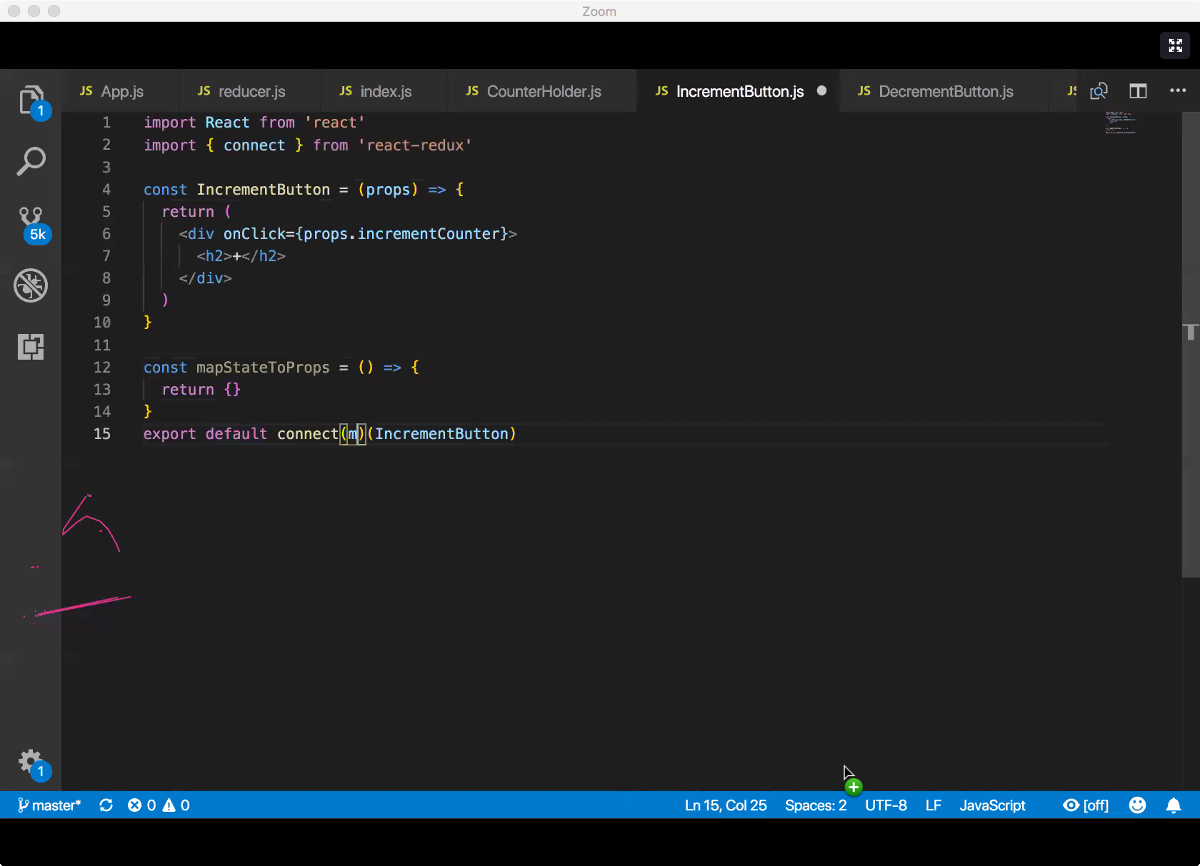 Zoom
1
JS App.js
JS reducer.js
JS index.js
JS CounterHolder.js
JS IncrementButton.js
JS DecrementButton.js
JS
5k
1 import React from 'react'
2 import { connect } from 'react-redux'
3
4 const IncrementButton = (props) => {
5 return (
6 <div onClick={props.incrementCounter}>
7 <h2>+</h2>
8 </div>
9 )
10 }
11
12 const mapStateToProps = () => {
13 return {}
14 }
15 export default connect(m)(IncrementButton)
T
1
master* 0 0 Ln 15, Col 25 Spaces: 2 UTF-8 LF JavaScript [off]